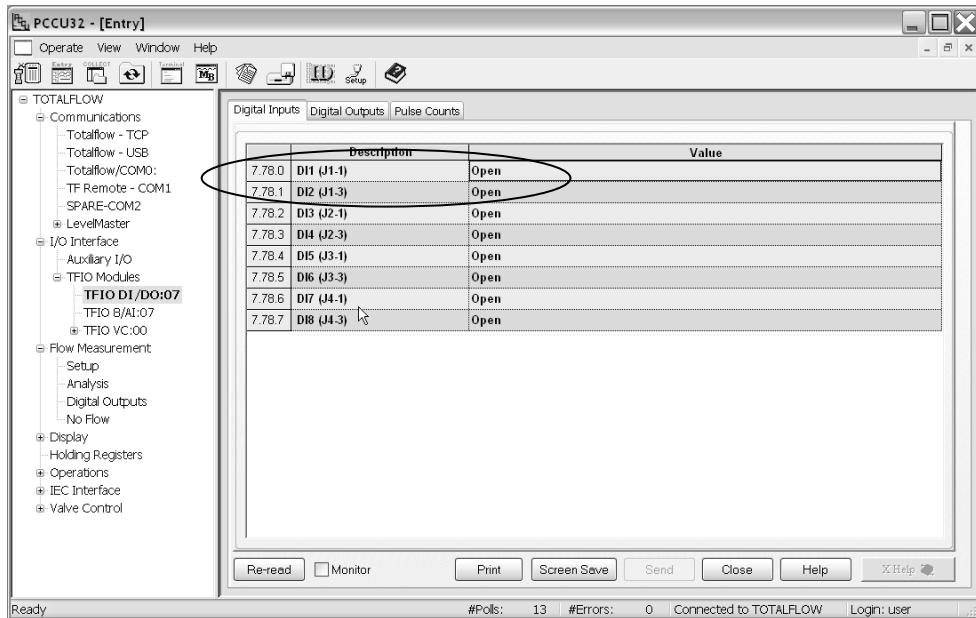 PCCU32 - [Entry]
Operate View Window Help
Entry COLLECT Terminal MB ID Setup
TOTALFLOW
Communications
Totalflow - TCP
Totalflow - USB
Totalflow/COM0:
TF Remote - COM1
SPARE-COM2
LevelMaster
I/O Interface
Auxiliary I/O
TFIO Modules
TFIO DI/DO:07
TFIO 8/AI:07
TFIO VC:00
Flow Measurement
Setup
Analysis
Digital Outputs
No Flow
Display
Holding Registers
Operations
IEC Interface
Valve Control
Digital Inputs Digital Outputs Pulse Counts
Description Value
7.78.0 DI1 (J1-1) Open
7.78.1 DI2 (J1-3) Open
7.78.2 DI3 (J2-1) Open
7.78.3 DI4 (J2-3) Open
7.78.4 DI5 (J3-1) Open
7.78.5 DI6 (J3-3) Open
7.78.6 DI7 (J4-1) Open
7.78.7 DI8 (J4-3) Open
Re-read Monitor Print Screen Save Send Close Help X Help
Ready #Polls: 13 #Errors: 0 Connected to TOTALFLOW Login: user